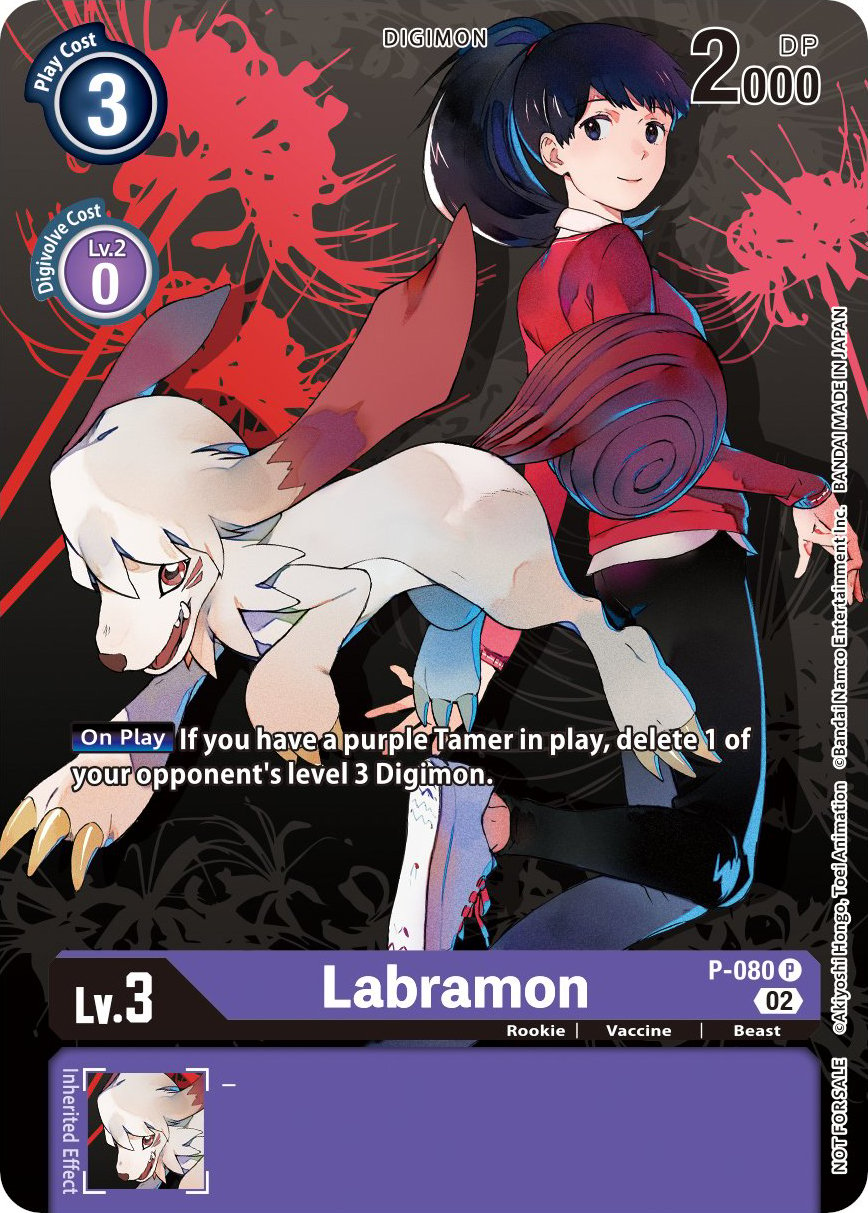 DIGIMON
Play Cost
3
2000
DP
Digivolve Cost
Lv.2
0
On Play If you have a purple Tamer in play, delete 1 of
your opponent's level 3 Digimon.
Lv.3
Labramon
P-080 P
02
Rookie | Vaccine | Beast
Inherited Effect
–
©Akiyoshi Hongo, Toei Animation ©Bandai Namco Entertainment Inc. BANDAI MADE IN JAPAN
NOT FOR SALE